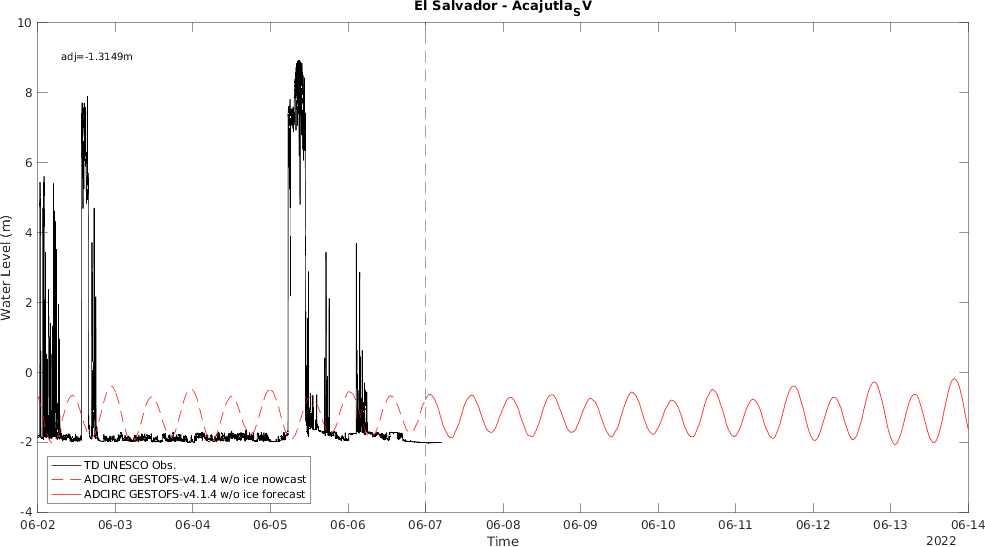 El Salvador - Acajutla_SV
adj=-1.3149m
10
8
6
4
2
0
-2
-4
Water Level (m)
TD UNESCO Obs.
ADCIRC GESTOFS-v4.1.4 w/o ice nowcast
ADCIRC GESTOFS-v4.1.4 w/o ice forecast
06-02 06-03 06-04 06-05 06-06 06-07 06-08 06-09 06-10 06-11 06-12 06-13 06-14
Time
2022